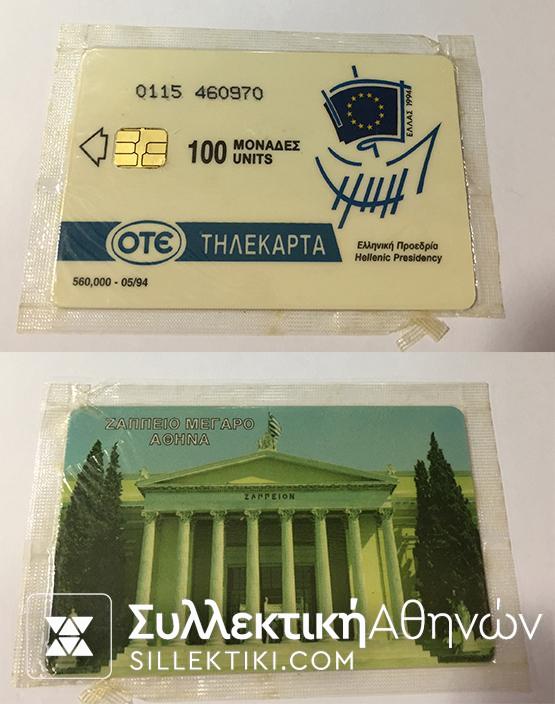 0115 460970
ΕΛΛΑΣ 1994
100 ΜΟΝΑΔΕΣ
UNITS
OTE ΤΗΛΕΚΑΡΤΑ
Ελληνική Προεδρία
Hellenic Presidency
560,000 - 05/94
ΖΑΠΠΕΙΟ ΜΕΓΑΡΟ
ΑΘΗΝΑ
ΖΑΠΠΕΙΟΝ
ΣυλλεκτικήΑθηνών
SILLEKTIKI.COM